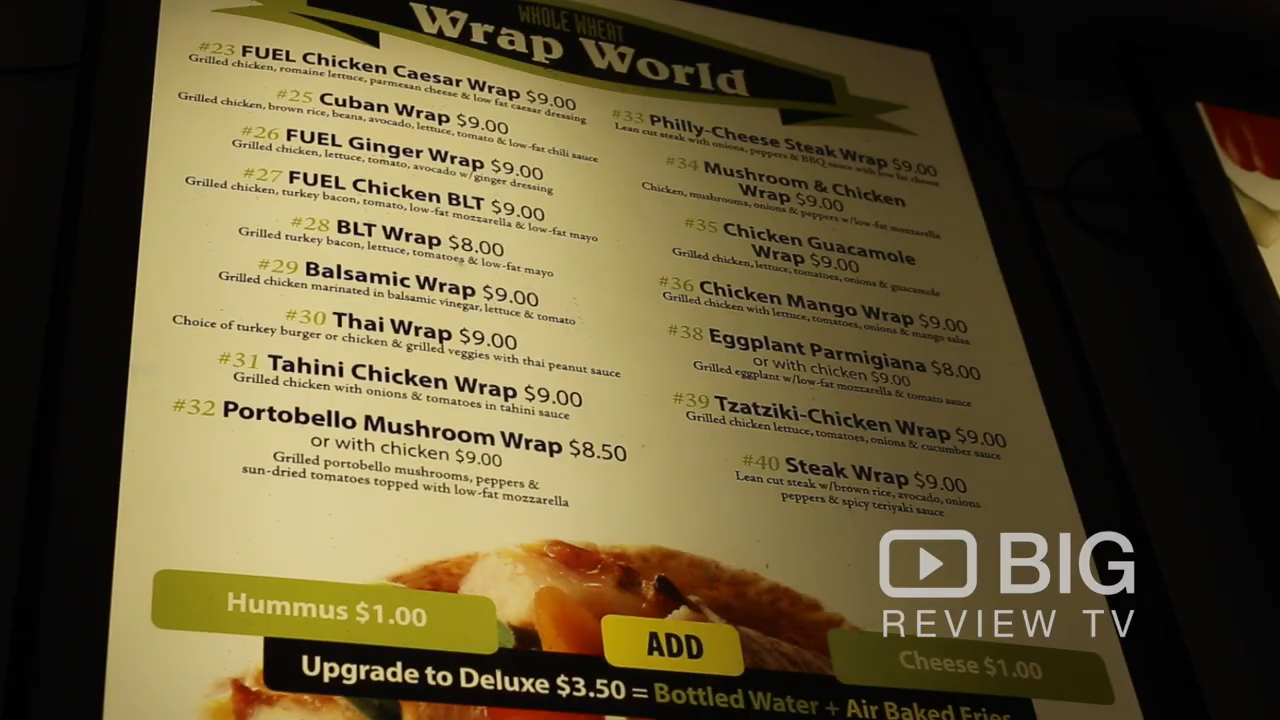 WHOLE WHEAT
Wrap World
#23 FUEL Chicken Caesar Wrap $9.00
Grilled chicken, romaine lettuce, parmesan cheese & low fat caesar dressing
#25 Cuban Wrap $9.00
Grilled chicken, brown rice, beans, avocado, lettuce, tomato & low-fat chili sauce
#26 FUEL Ginger Wrap $9.00
Grilled chicken, lettuce, tomato, avocado w/ginger dressing
#27 FUEL Chicken BLT $9.00
Grilled chicken, turkey bacon, tomato, low-fat mozzarella & low-fat mayo
#28 BLT Wrap $8.00
Grilled turkey bacon, lettuce, tomatoes & low-fat mayo
#29 Balsamic Wrap $9.00
Grilled chicken marinated in balsamic vinegar, lettuce & tomato
#30 Thai Wrap $9.00
Choice of turkey burger or chicken & grilled veggies with thai peanut sauce
#31 Tahini Chicken Wrap $9.00
Grilled chicken with onions & tomatoes in tahini sauce
#32 Portobello Mushroom Wrap $8.50
or with chicken $9.00
Grilled portobello mushrooms, peppers &
sun-dried tomatoes topped with low-fat mozzarella
#33 Philly-Cheese Steak Wrap $9.00
Lean cut steak with onions, peppers & BBQ sauce with low fat cheese
#34 Mushroom & Chicken
Wrap $9.00
Chicken, mushrooms, onions & peppers w/low-fat mozzarella
#35 Chicken Guacamole
Wrap $9.00
Grilled chicken, lettuce, tomatoes, onions & guacamole
#36 Chicken Mango Wrap $9.00
Grilled chicken with lettuce, tomatoes, onions & mango salsa
#38 Eggplant Parmigiana $8.00
or with chicken $9.00
Grilled eggplant w/low-fat mozzarella & tomato sauce
#39 Tzatziki-Chicken Wrap $9.00
Grilled chicken lettuce, tomatoes, onions & cucumber sauce
#40 Steak Wrap $9.00
Lean cut steak w/brown rice, avocado, onions
peppers & spicy teriyaki sauce
Hummus $1.00
ADD
Cheese $1.00
Upgrade to Deluxe $3.50 = Bottled Water + Air Baked Fries
BIG
REVIEW TV